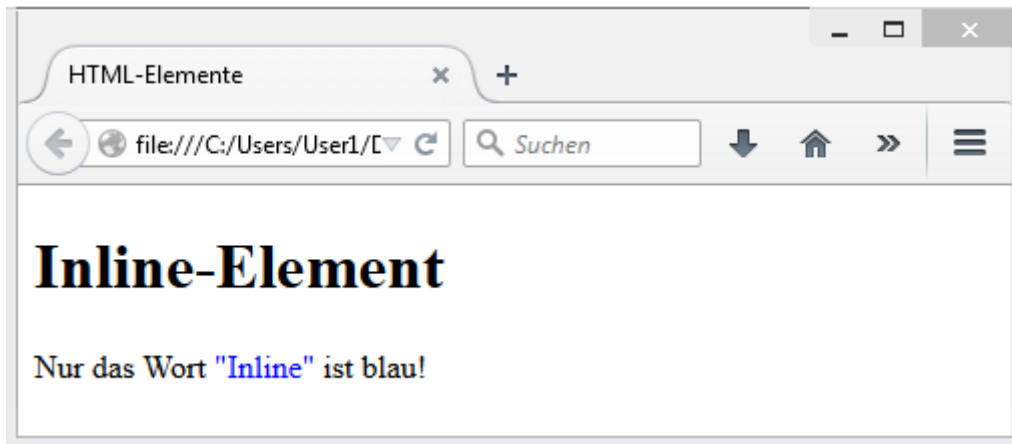 HTML-Elemente
file:///C:/Users/User1/D
Suchen
Inline-Element
Nur das Wort "Inline" ist blau!